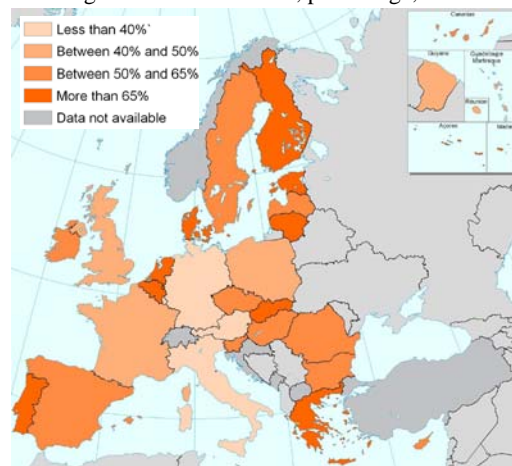 Less than 40%`
Between 40% and 50%
Between 50% and 65%
More than 65%
Data not available
Canarias
Guyane
Guadeloupe
Martinique
Réunion
Açores